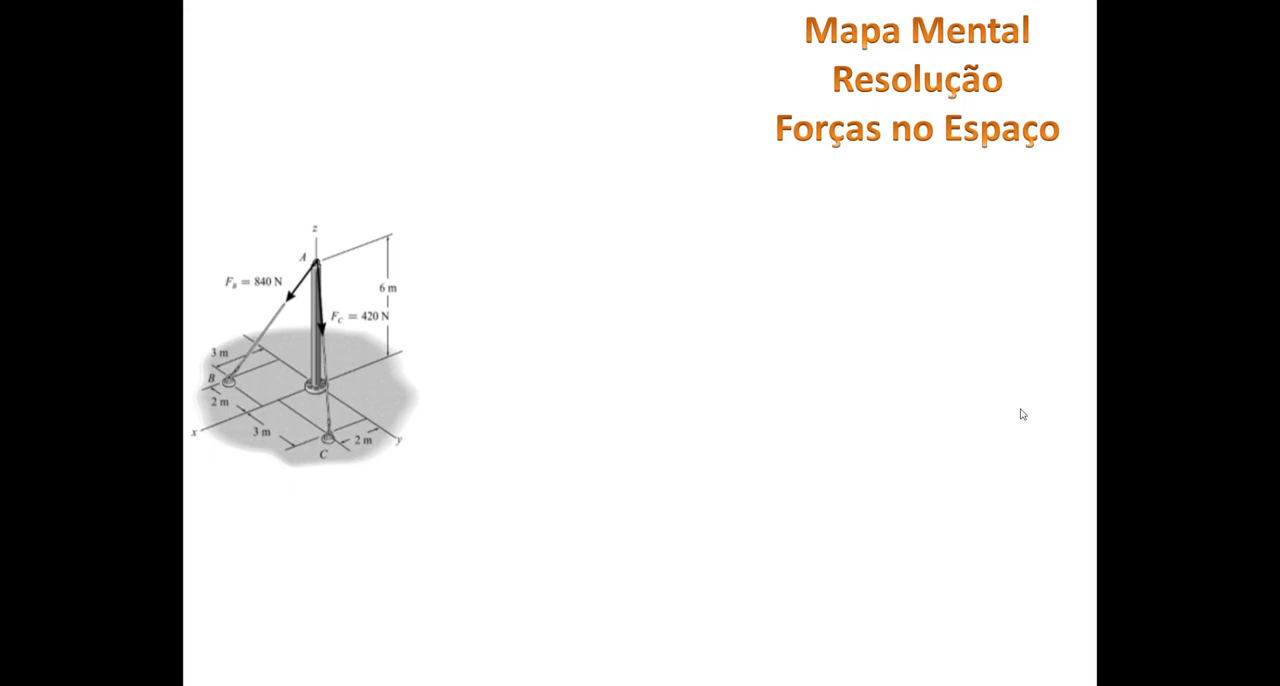 Mapa Mental
Resolução
Forças no Espaço
z
A
F_B = 840 N
6 m
F_C = 420 N
3 m
B
2 m
x
3 m
2 m
y
C